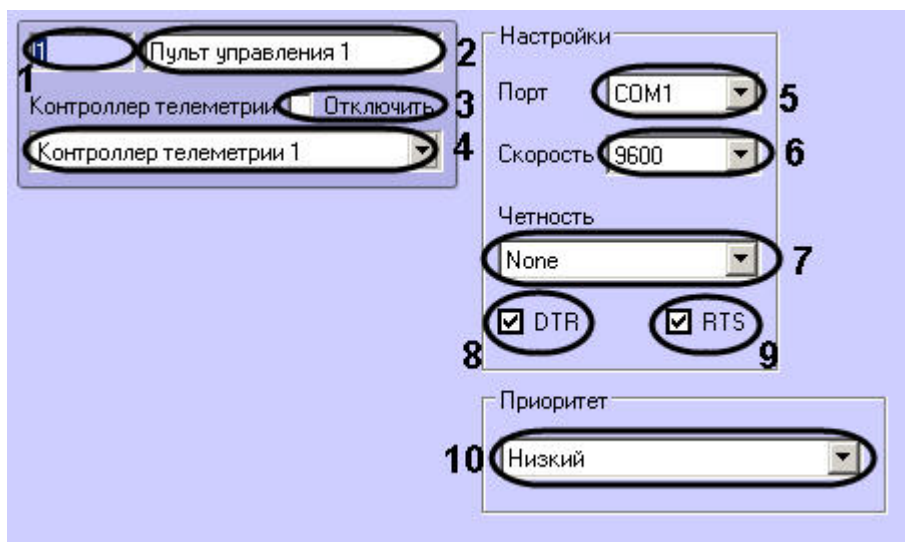 1 Пульт управления 1 2
1
Контроллер телеметрии Отключить 3
Контроллер телеметрии 1 4
Настройки
Порт COM1 5
Скорость 9600 6
Четность
None 7
DTR RTS
8 9
Приоритет
10 Низкий